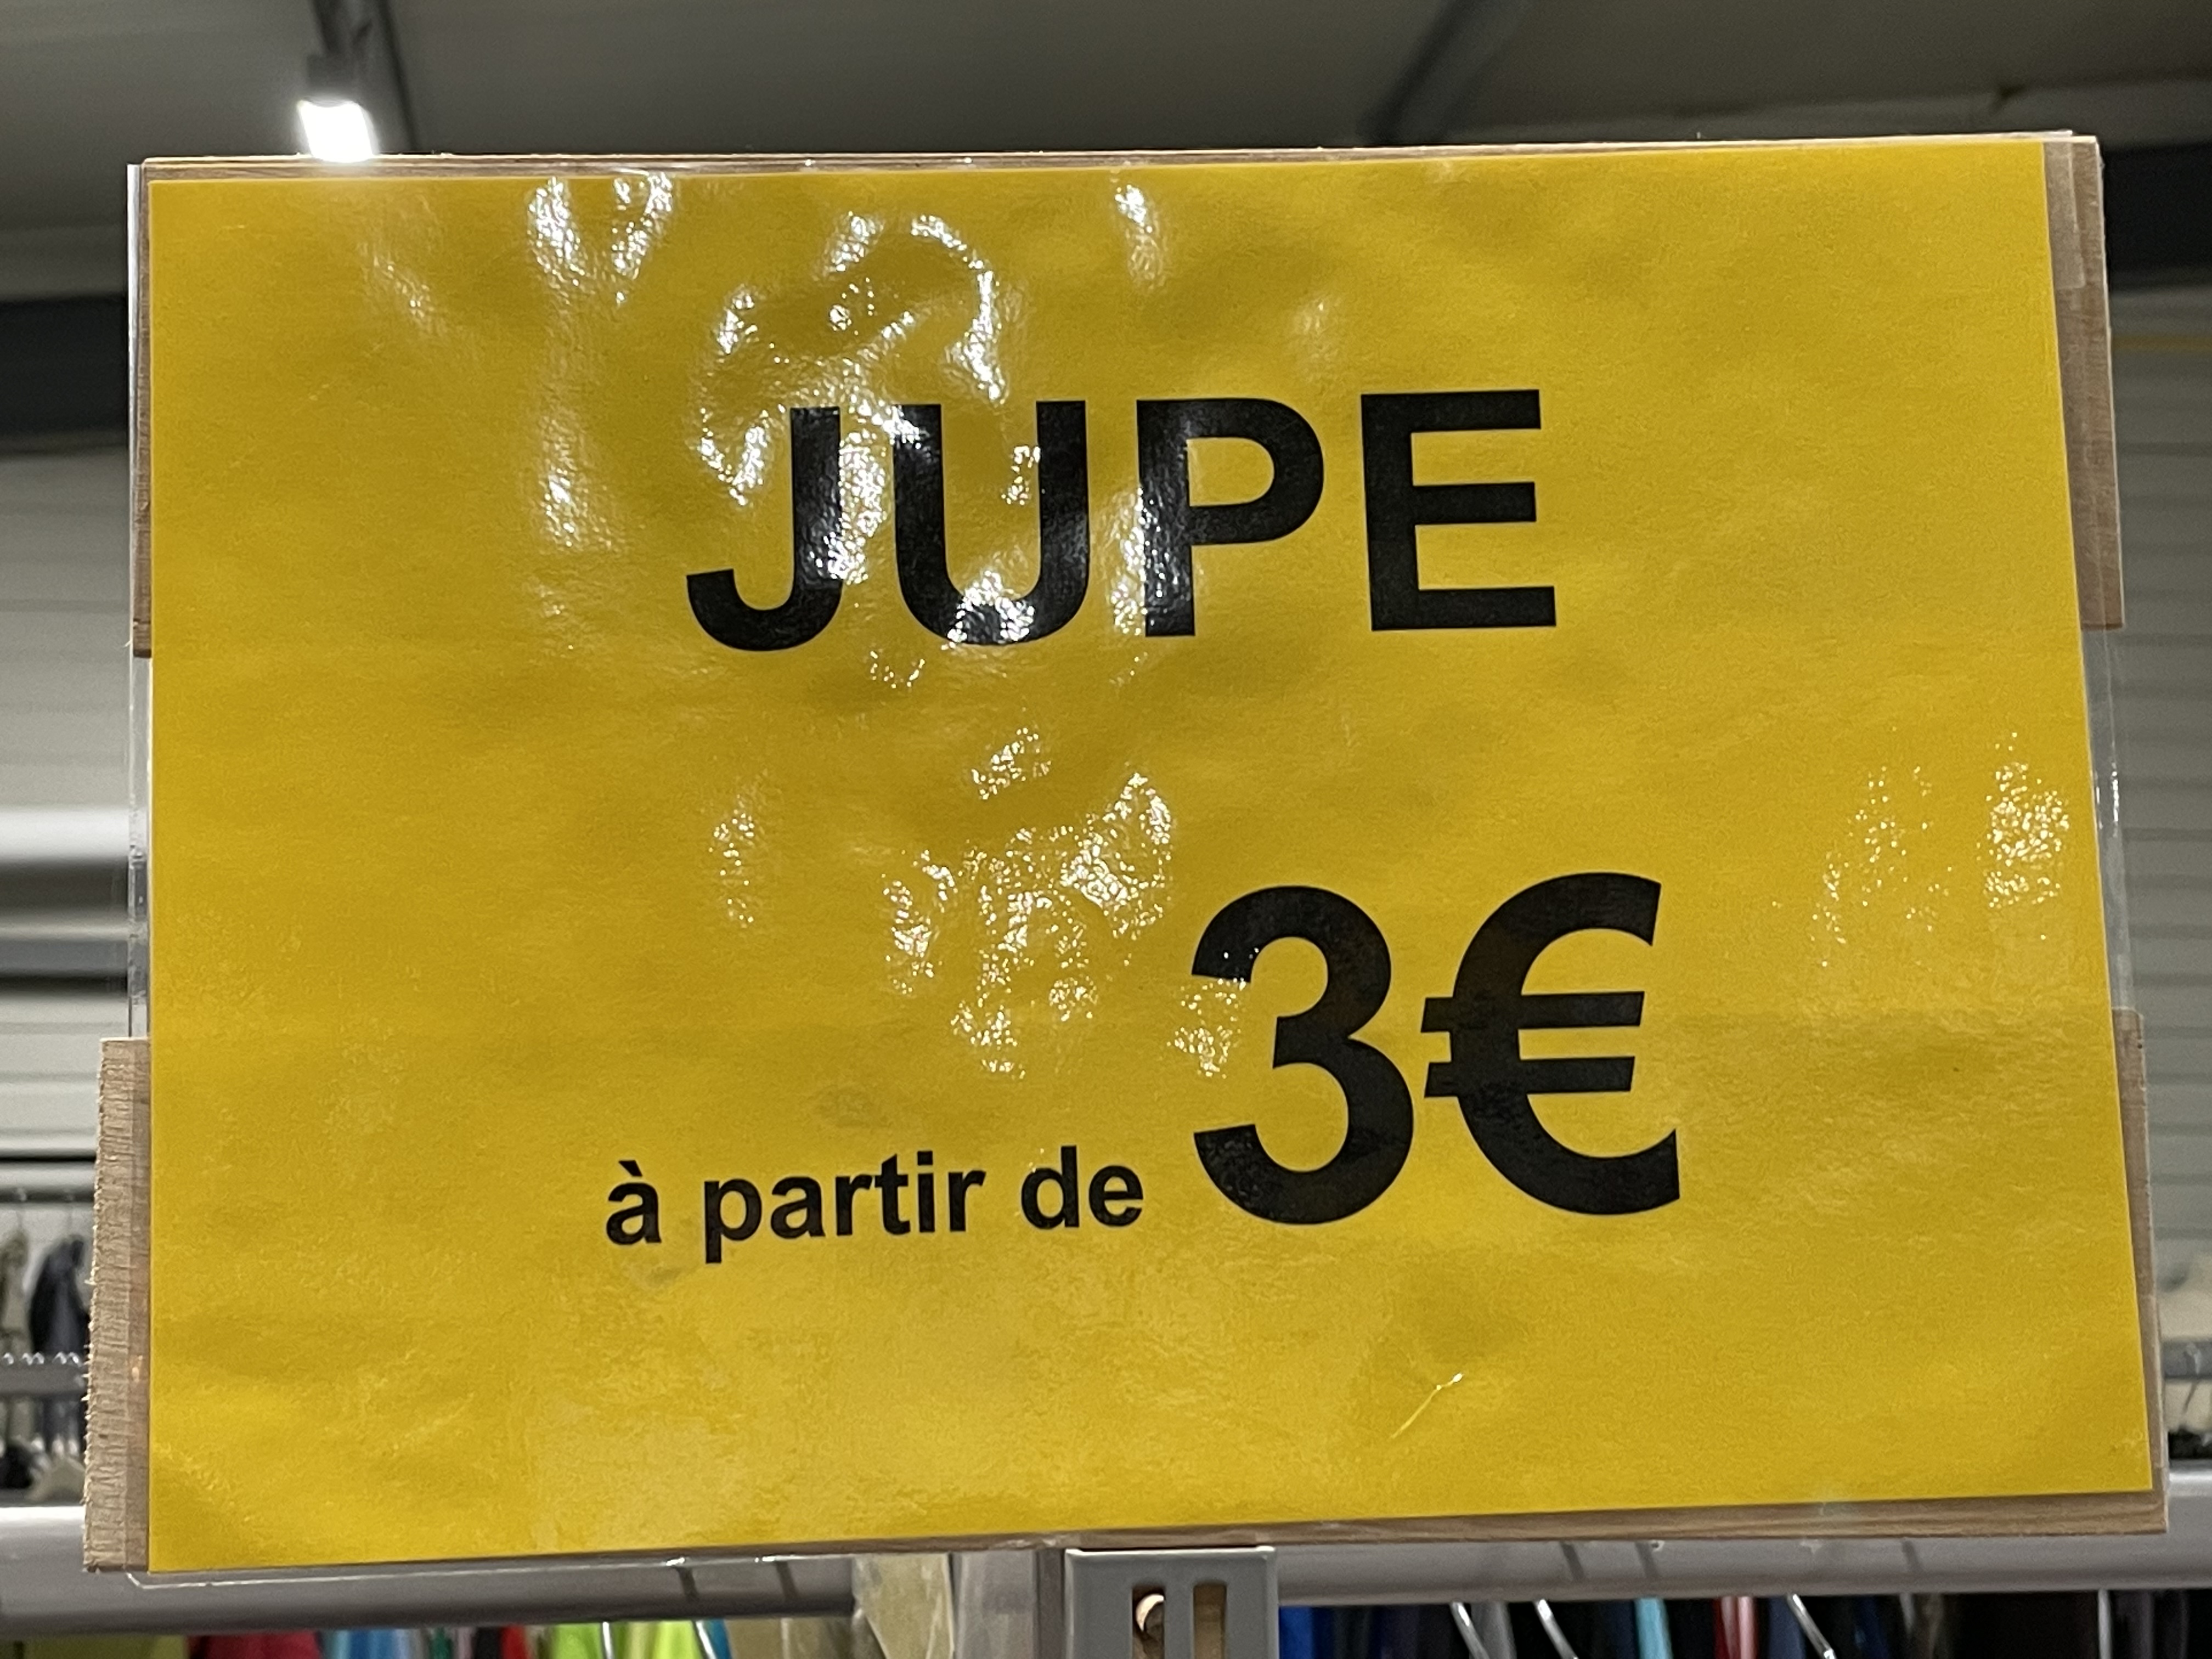 JUPE
à partir de 3€